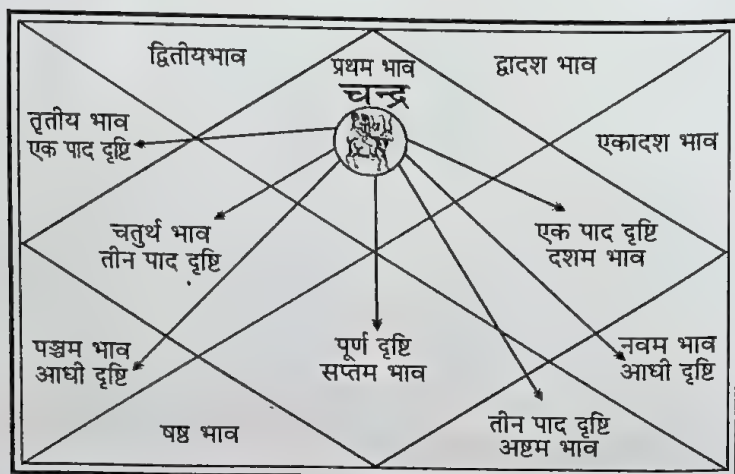 द्वितीयभाव
प्रथम भाव
चन्द्र
द्वादश भाव
तृतीय भाव
एक पाद दृष्टि
एकादश भाव
चतुर्थ भाव
तीन पाद दृष्टि
एक पाद दृष्टि
दशम भाव
पञ्चम भाव
आधी दृष्टि
पूर्ण दृष्टि
सप्तम भाव
नवम भाव
आधी दृष्टि
षष्ठ भाव
तीन पाद दृष्टि
अष्टम भाव